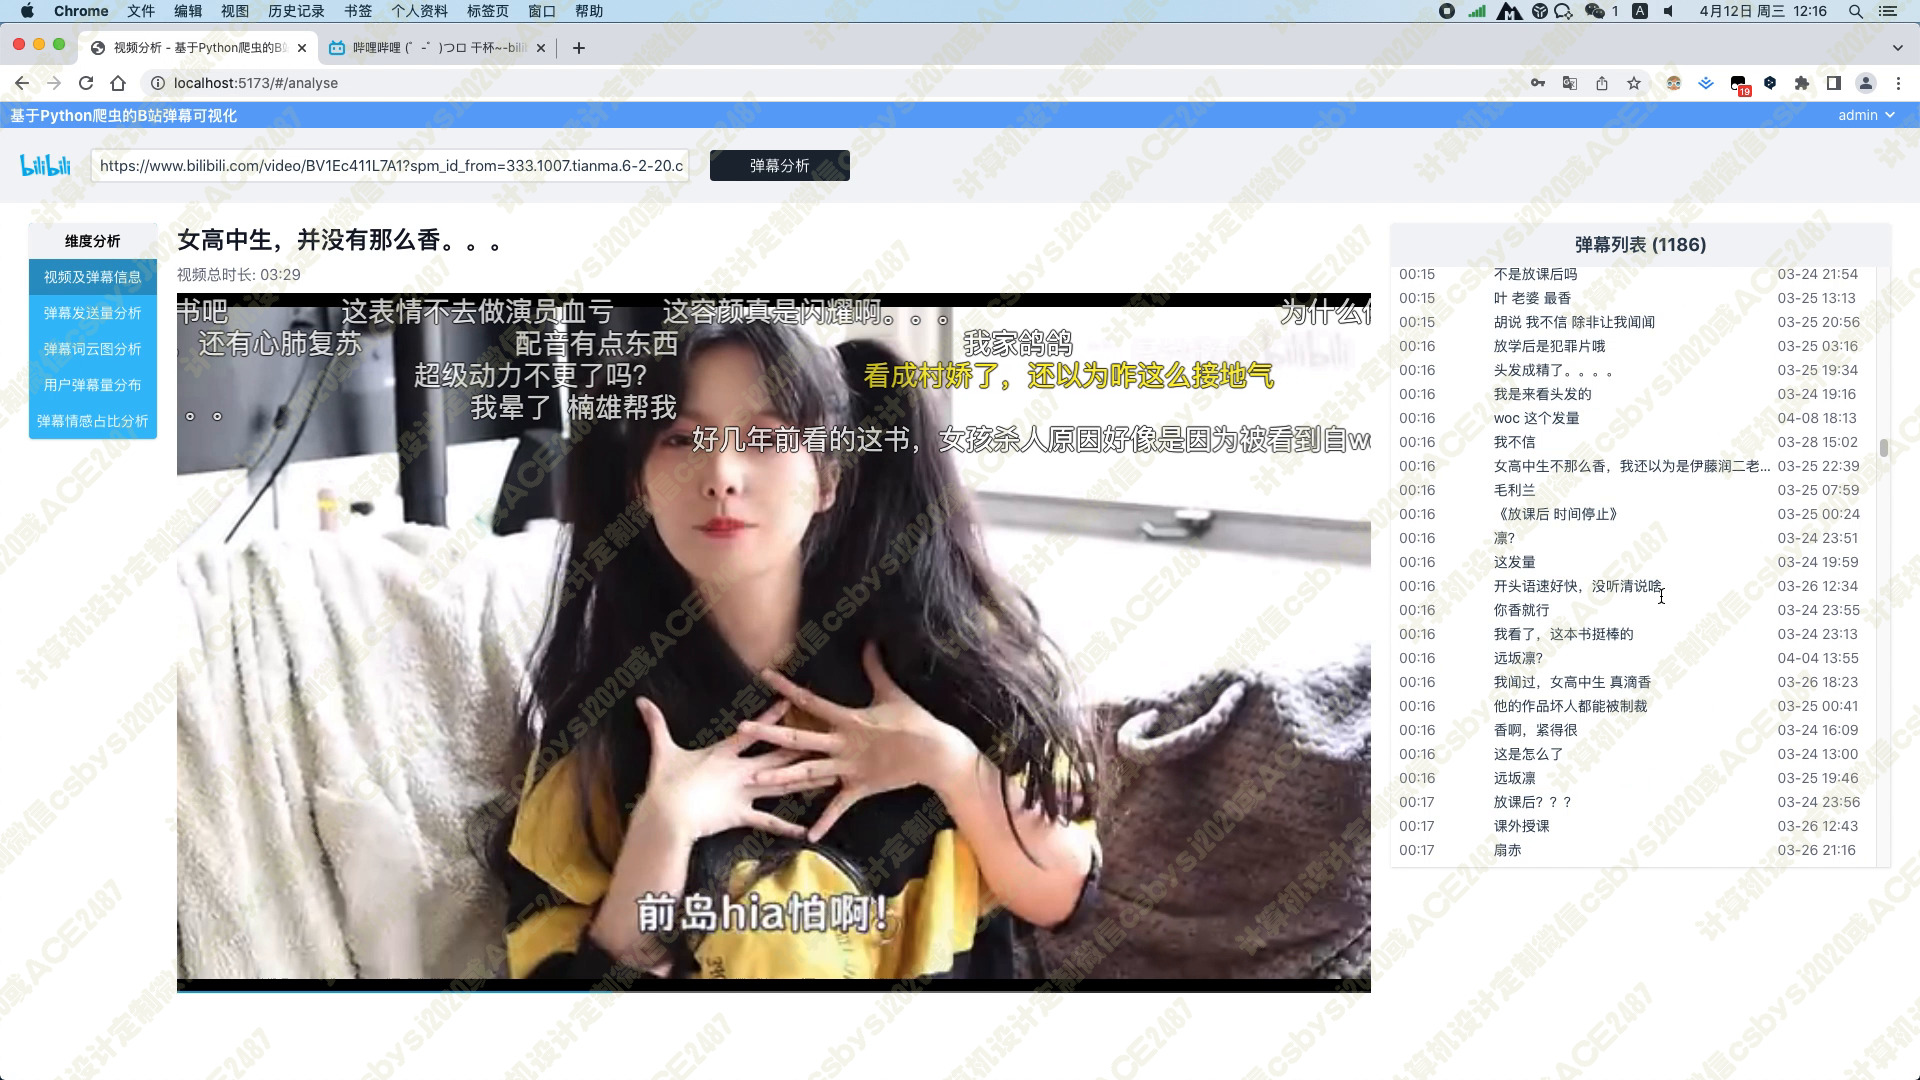 Chrome 文件 编辑 视图 历史记录 书签 个人资料 标签页 窗口 帮助 1 A 4月12日 周三 12:16
视频分析 - 基于Python爬虫的B站 哔哩哔哩 (゜-゜)つロ 干杯~-bili
localhost:5173/#/analyse 19
基于Python爬虫的B站弹幕可视化 admin
bilibili https://www.bilibili.com/video/BV1Ec411L7A1?spm_id_from=333.1007.tianma.6-2-20.c 弹幕分析
维度分析
视频及弹幕信息
弹幕发送量分析
弹幕词云图分析
用户弹幕量分布
弹幕情感占比分析
女高中生，并没有那么香。。。
视频总时长: 03:29
书吧 这表情不去做演员血亏 这容颜真是闪耀啊。。。 为什么
还有心肺复苏 配音有点东西 我家鸽鸽
超级动力不更了吗? 看成村娇了，还以为咋这么接地气
。。 我晕了 楠雄帮我
好几年前看的这书，女孩杀人原因好像是因为被看到自w
前岛hia怕啊!
弹幕列表 (1186)
00:15 不是放课后吗 03-24 21:54
00:15 叶 老婆 最香 03-25 13:13
00:15 胡说 我不信 除非让我闻闻 03-25 20:56
00:16 放学后是犯罪片哦 03-25 03:16
00:16 头发成精了。。。。 03-25 19:34
00:16 我是来看头发的 03-24 19:16
00:16 woc 这个发量 04-08 18:13
00:16 我不信 03-28 15:02
00:16 女高中生不那么香，我还以为是伊藤润二老... 03-25 22:39
00:16 毛利兰 03-25 07:59
00:16 《放课后 时间停止》 03-25 00:24
00:16 凛? 03-24 23:51
00:16 这发量 03-24 19:59
00:16 开头语速好快，没听清说啥 03-26 12:34
00:16 你香就行 03-24 23:55
00:16 我看了，这本书挺棒的 03-24 23:13
00:16 远坂凛? 04-04 13:55
00:16 我闻过，女高中生 真滴香 03-26 18:23
00:16 他的作品坏人都能被制裁 03-25 00:41
00:16 香啊，紧得很 03-24 16:09
00:16 这是怎么了 03-24 13:00
00:16 远坂凛 03-25 19:46
00:17 放课后？？？ 03-24 23:56
00:17 课外授课 03-26 12:43
00:17 扇赤 03-26 21:16
计算机设计定制微信csbysj2020或ACE2487